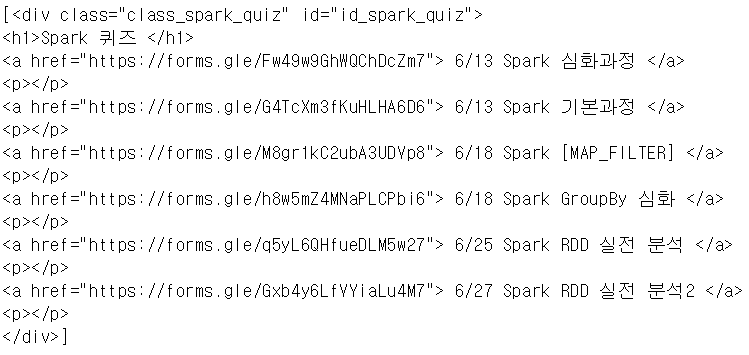 [<div class="class_spark_quiz" id="id_spark_quiz">
<h1>Spark 퀴즈 </h1>
<a href="https://forms.gle/Fw49w9GhWQChDcZm7"> 6/13 Spark 심화과정 </a>
<p></p>
<a href="https://forms.gle/G4TcXm3fKuHLHA6D6"> 6/13 Spark 기본과정 </a>
<p></p>
<a href="https://forms.gle/M8gr1kC2ubA3UDVp8"> 6/18 Spark [MAP_FILTER] </a>
<p></p>
<a href="https://forms.gle/h8w5mZ4MNaPLCPbi6"> 6/18 Spark GroupBy 심화 </a>
<p></p>
<a href="https://forms.gle/q5yL6QHfueDLM5w27"> 6/25 Spark RDD 실전 분석 </a>
<p></p>
<a href="https://forms.gle/Gxb4y6LfVYiaLu4M7"> 6/27 Spark RDD 실전 분석2 </a>
<p></p>
</div>]